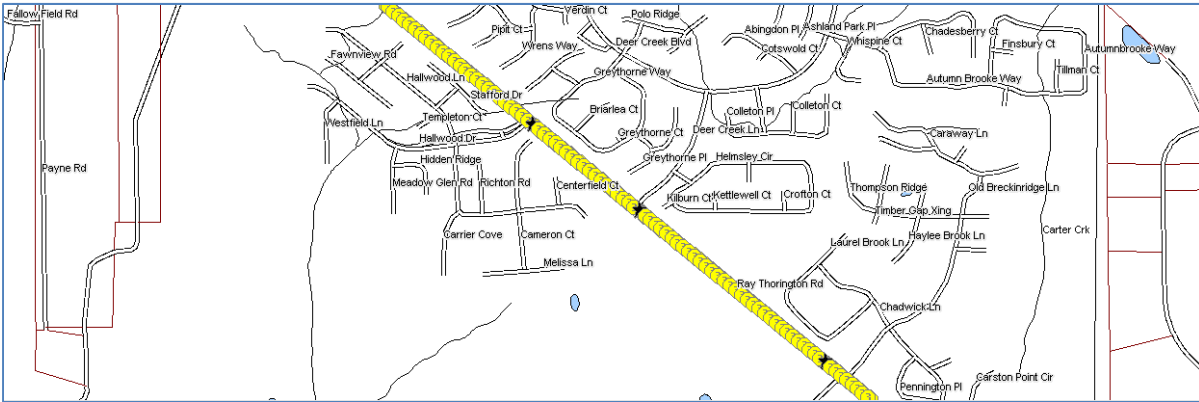 Fallow Field Rd
Verdin Ct
Polo Ridge
Pipit Ct
Abingdon Pl
Ashland Park Pl
Chadesberry Ct
Wrens Way
Deer Creek Blvd
Whispine Ct
Finsbury Ct
Autumnbrooke Way
Fawnview Rd
Cotswold Ct
Hallwood Ln
Greythorne Way
Autumn Brooke Way
Tillman Ct
Stafford Dr
Briarlea Ct
Colleton Pl
Colleton Ct
Westfield Ln
Templeton Ct
Hallwood Dr
Greythorne Ct
Deer Creek Ln
Caraway Ln
Hidden Ridge
Greythorne Pl
Helmsley Cir
Payne Rd
Meadow Glen Rd
Richton Rd
Centerfield Ct
Kilburn Ct
Kettlewell Ct
Crofton Ct
Thompson Ridge
Old Breckinridge Ln
Timber Gap Xing
Carrier Cove
Cameron Ct
Laurel Brook Ln
Haylee Brook Ln
Carter Crk
Melissa Ln
Ray Thorington Rd
Chadwick Ln
Pennington Pl
Carston Point Cir